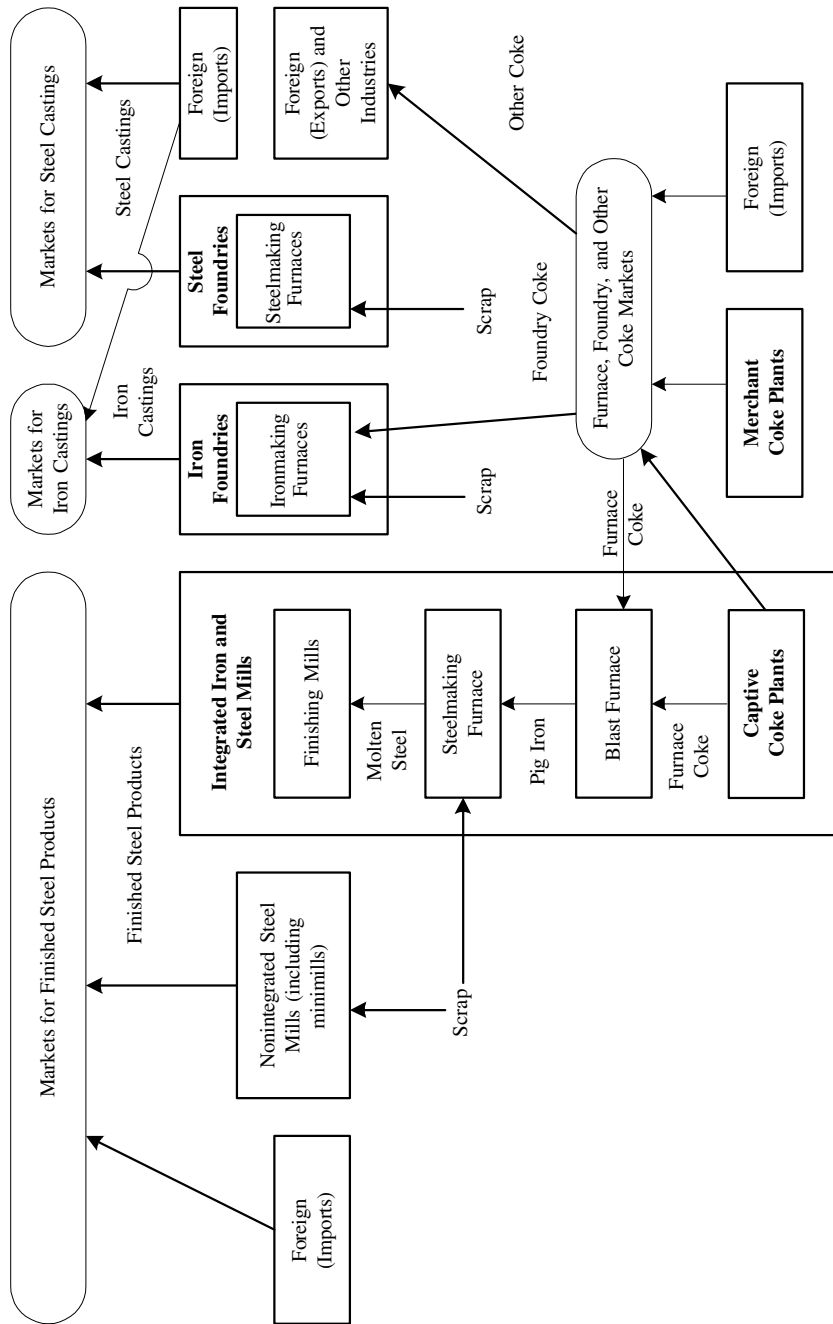 Markets for Finished Steel Products
Markets for
Iron Castings
Markets for Steel Castings
Finished Steel Products
Iron
Castings
Steel Castings
Foreign
(Imports)
Nonintegrated Steel
Mills (including
minimills)
Scrap
Integrated Iron and
Steel Mills
Finishing Mills
Molten
Steel
Steelmaking
Furnace
Pig Iron
Blast Furnace
Furnace
Coke
Captive
Coke Plants
Iron
Foundries
Ironmaking
Furnaces
Scrap
Steel
Foundries
Steelmaking
Furnaces
Scrap
Foreign
(Imports)
Foreign
(Exports) and
Other
Industries
Furnace
Coke
Foundry Coke
Other Coke
Furnace, Foundry, and Other
Coke Markets
Merchant
Coke Plants
Foreign
(Imports)